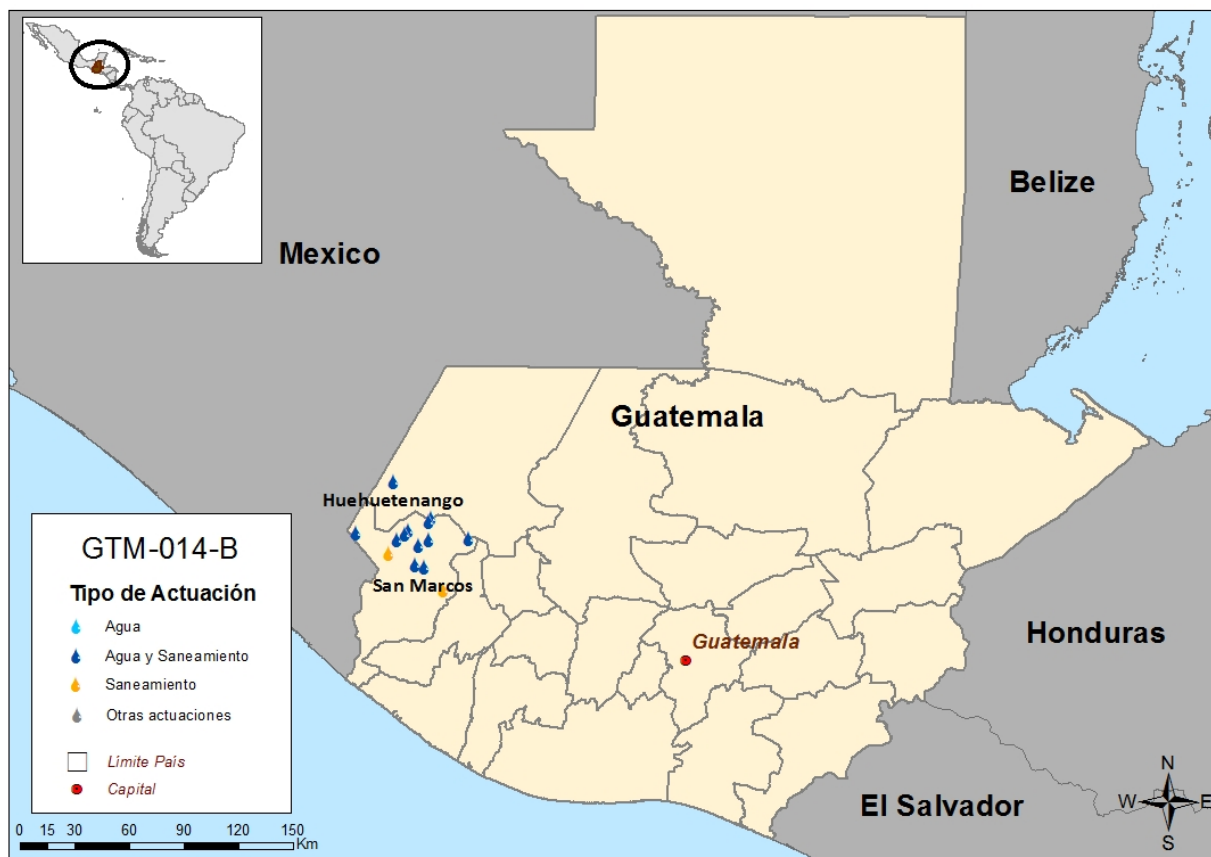 Mexico
Belize
Guatemala
Huehuetenango
San Marcos
Guatemala
Honduras
El Salvador
GTM-014-B
Tipo de Actuación
Agua
Agua y Saneamiento
Saneamiento
Otras actuaciones
Límite País
Capital
0 15 30 60 90 120 150
Km
N
W E
S